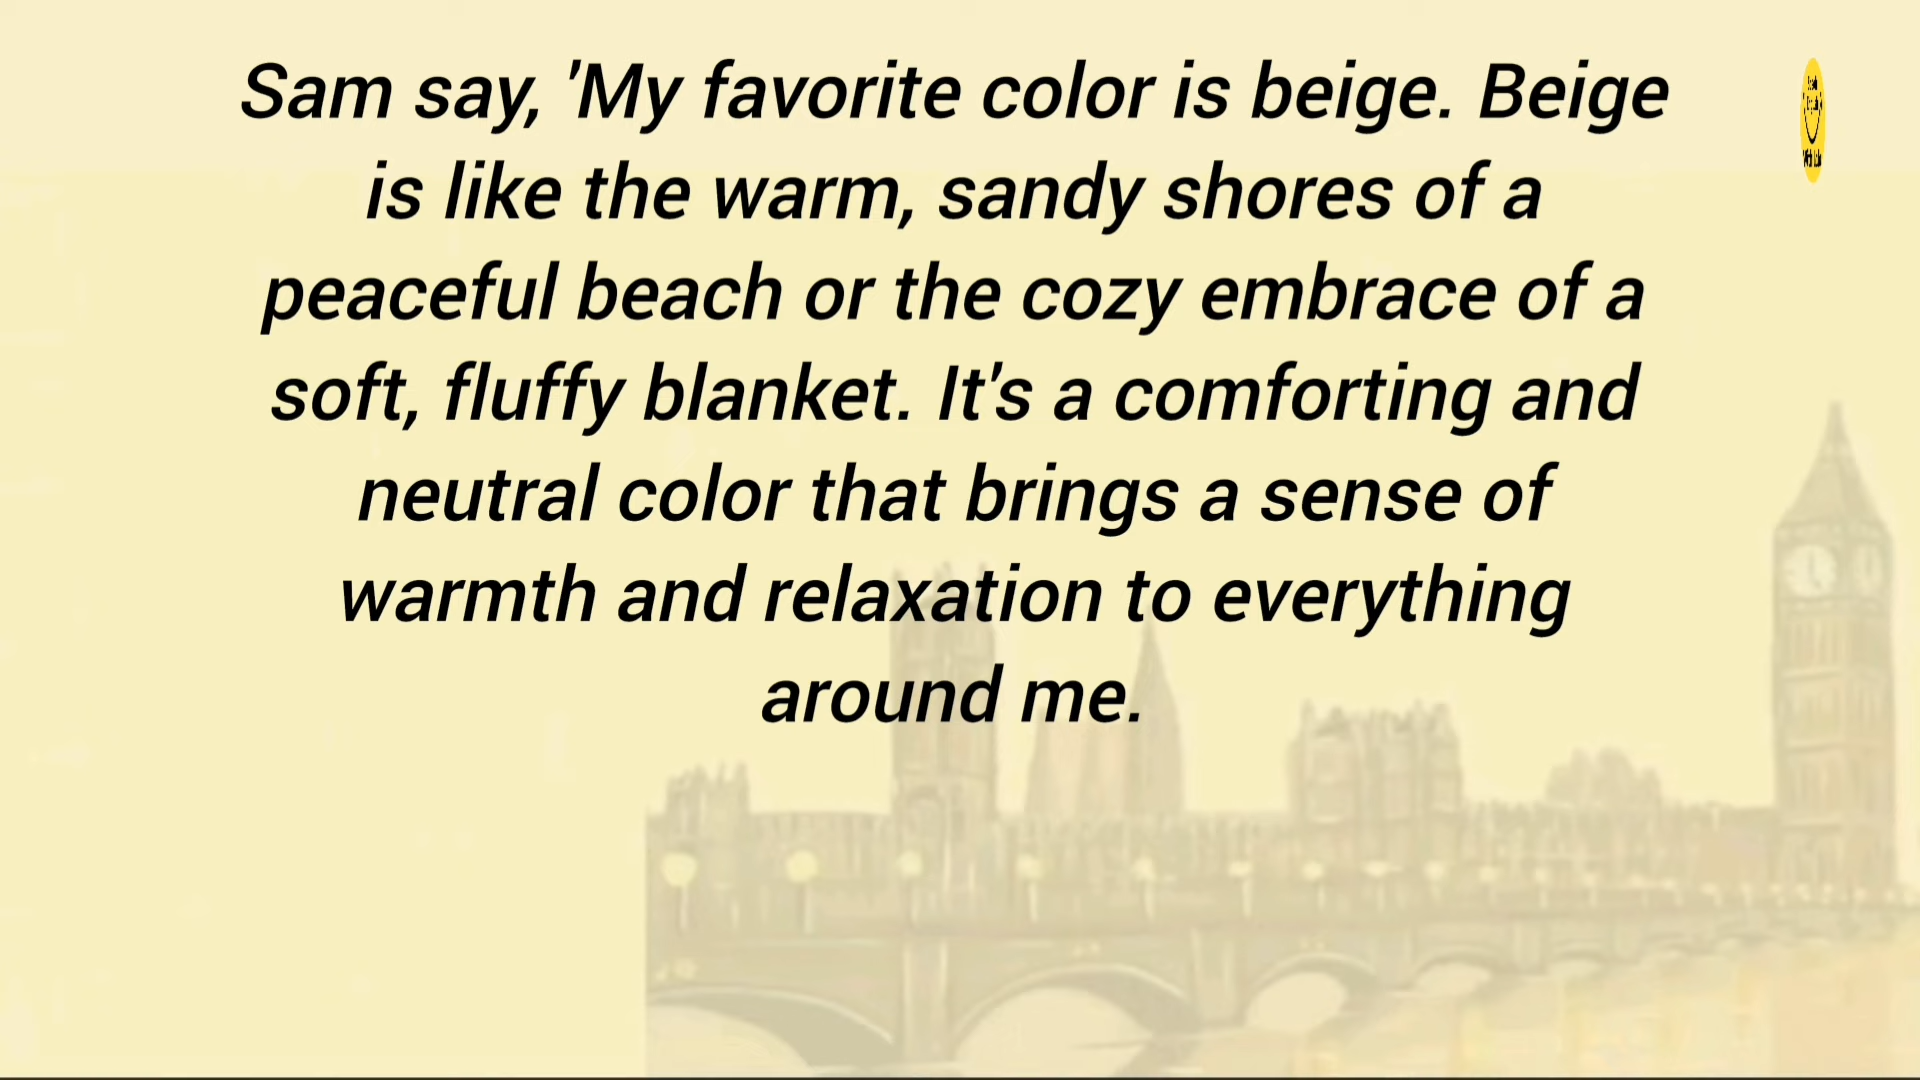 Sam say, 'My favorite color is beige. Beige
is like the warm, sandy shores of a
peaceful beach or the cozy embrace of a
soft, fluffy blanket. It's a comforting and
neutral color that brings a sense of
warmth and relaxation to everything
around me.